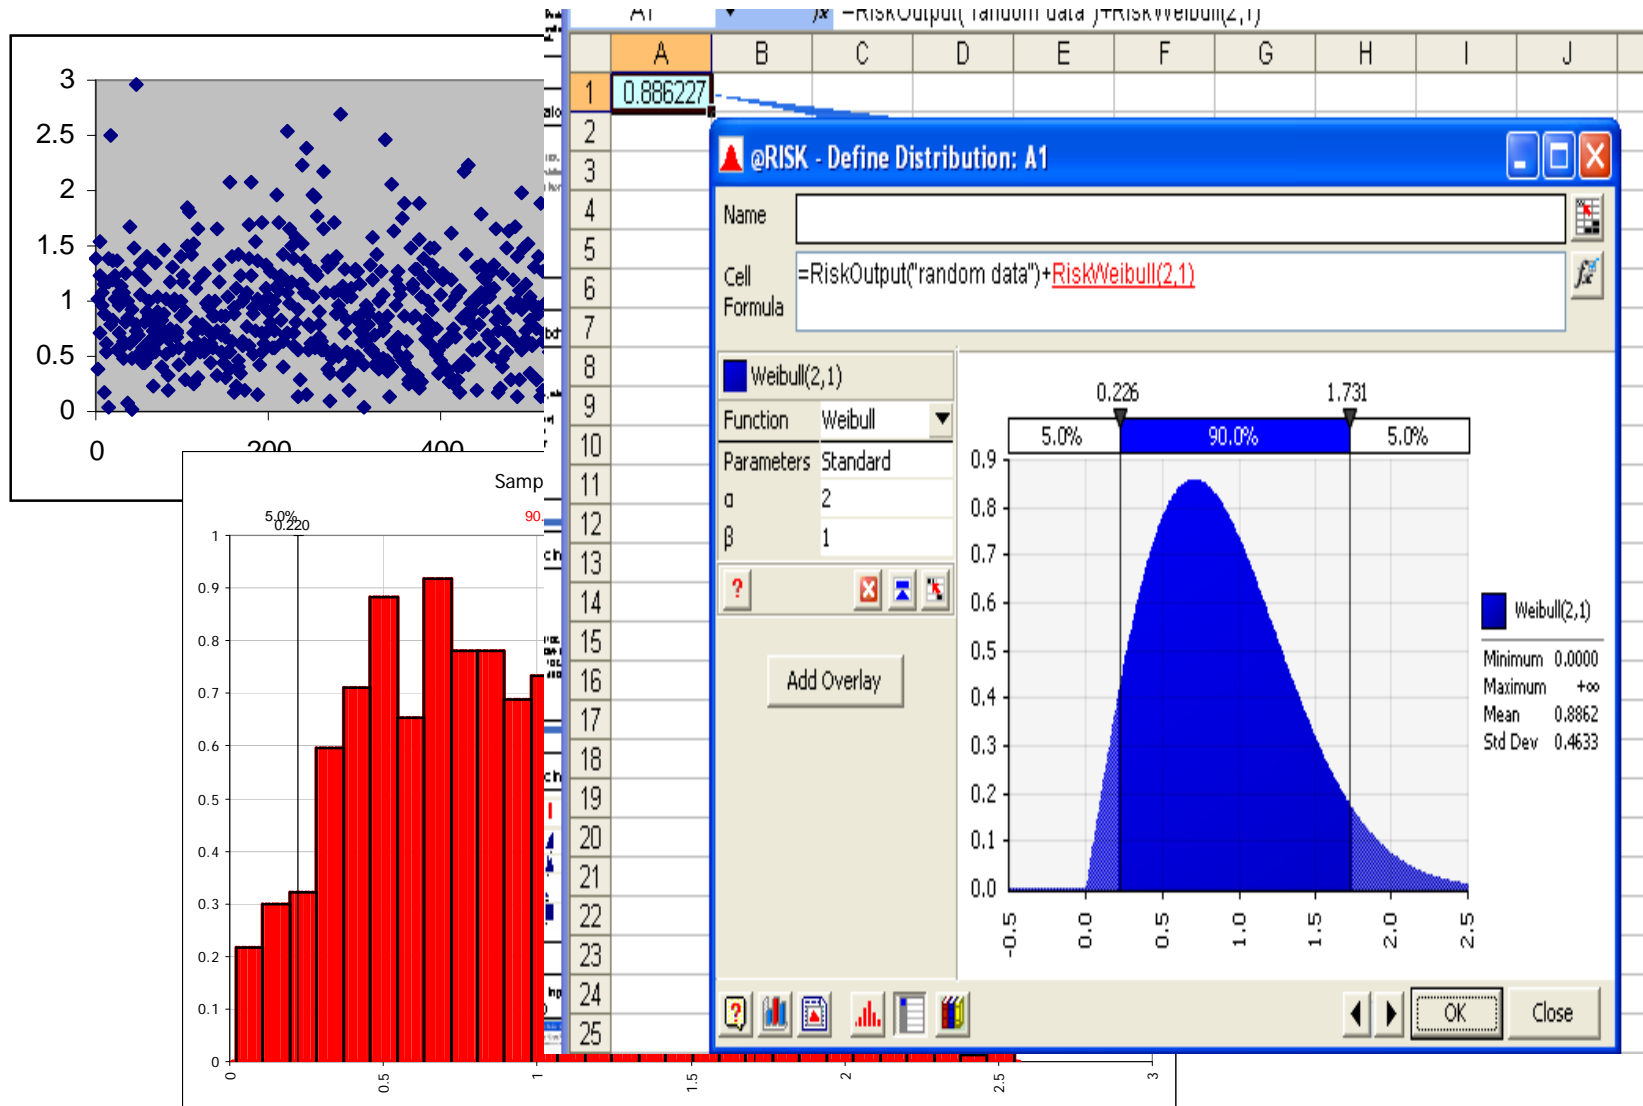 3
2.5
2
1.5
1
0.5
0
0 200 400
Samp
5.0%
0.220
90.
1
0.9
0.8
0.7
0.6
0.5
0.4
0.3
0.2
0.1
0
0 0.5 1 1.5 2 2.5 3
A1 =RiskOutput("random data")+RiskWeibull(2,1)
A B C D E F G H I J
1 0.886227
2
3
4
5
6
7
8
9
10
11
12
13
14
15
16
17
18
19
20
21
22
23
24
25
@RISK - Define Distribution: A1
Name
Cell
Formula
=RiskOutput("random data")+RiskWeibull(2,1)
Weibull(2,1)
Function Weibull
Parameters Standard
α 2
β 1
Add Overlay
0.226 1.731
5.0% 90.0% 5.0%
0.9
0.8
0.7
0.6
0.5
0.4
0.3
0.2
0.1
0.0
-0.5 0.0 0.5 1.0 1.5 2.0 2.5
Weibull(2,1)
Minimum 0.0000
Maximum +∞
Mean 0.8862
Std Dev 0.4633
OK Close